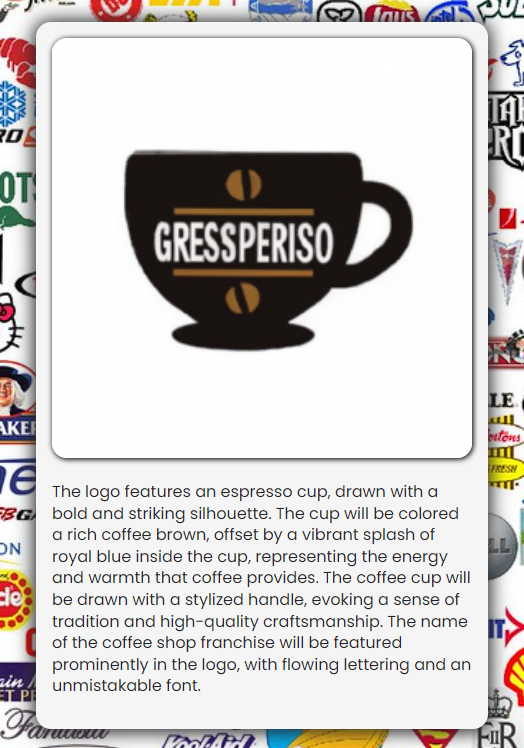 GRESSPERISO
The logo features an espresso cup, drawn with a
bold and striking silhouette. The cup will be colored
a rich coffee brown, offset by a vibrant splash of
royal blue inside the cup, representing the energy
and warmth that coffee provides. The coffee cup will
be drawn with a stylized handle, evoking a sense of
tradition and high-quality craftsmanship. The name
of the coffee shop franchise will be featured
prominently in the logo, with flowing lettering and an
unmistakable font.